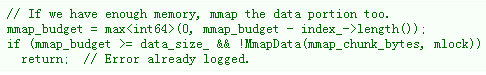 // If we have enough memory, mmap the data portion too.
mmap_budget = max<int64>(0, mmap_budget - index_->length());
if (mmap_budget >= data_size_ && !MmapData(mmap_chunk_bytes, mlock))
  return;  // Error already logged.